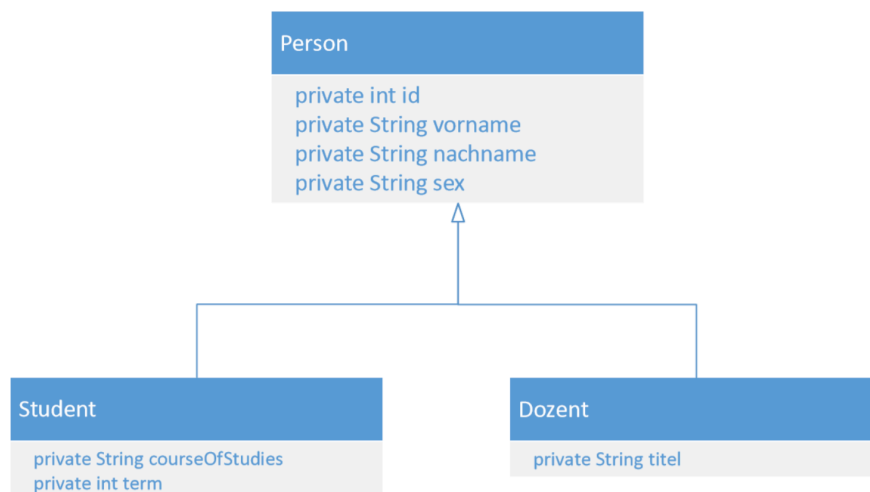 Person
private int id
private String vorname
private String nachname
private String sex
Student
private String courseOfStudies
private int term
Dozent
private String titel